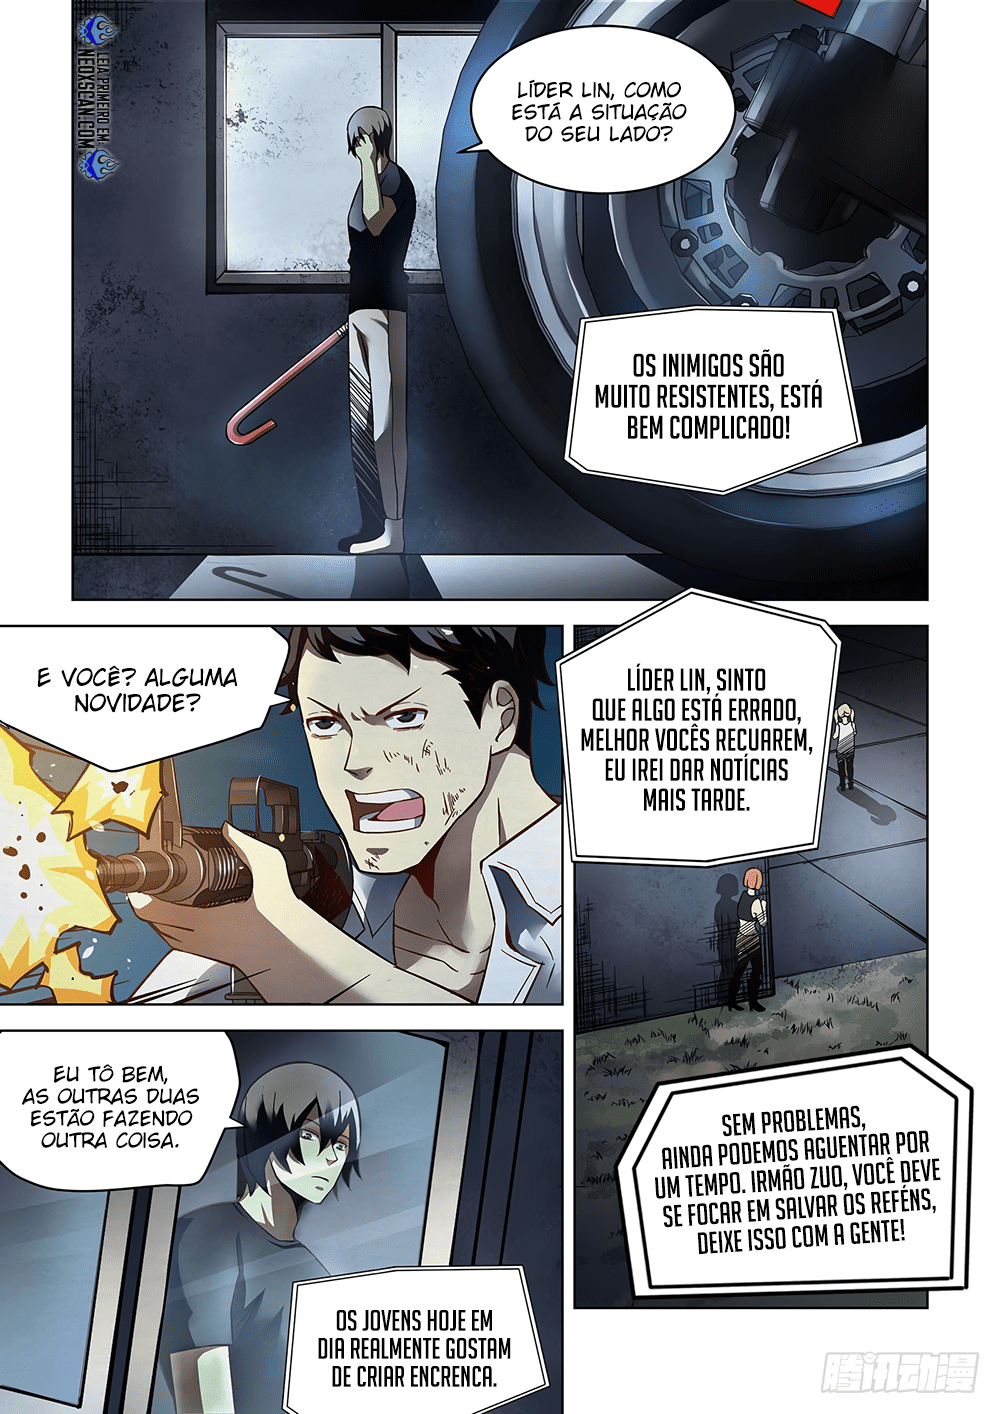 LEIA PRIMEIRO EM:
NEOXSCAN.COM
LÍDER LIN, COMO
ESTÁ A SITUAÇÃO
DO SEU LADO?
OS INIMIGOS SÃO
MUITO RESISTENTES, ESTÁ
BEM COMPLICADO!
E VOCÊ? ALGUMA
NOVIDADE?
LÍDER LIN, SINTO
QUE ALGO ESTÁ ERRADO,
MELHOR VOCÊS RECUAREM,
EU IREI DAR NOTÍCIAS
MAIS TARDE.
SEM PROBLEMAS,
AINDA PODEMOS AGUENTAR POR
UM TEMPO. IRMÃO ZUO, VOCÊ DEVE
SE FOCAR EM SALVAR OS REFÉNS,
DEIXE ISSO COM A GENTE!
EU TÔ BEM,
AS OUTRAS DUAS
ESTÃO FAZENDO
OUTRA COISA.
OS JOVENS HOJE EM
DIA REALMENTE GOSTAM
DE CRIAR ENCRENCA.
腾讯动漫